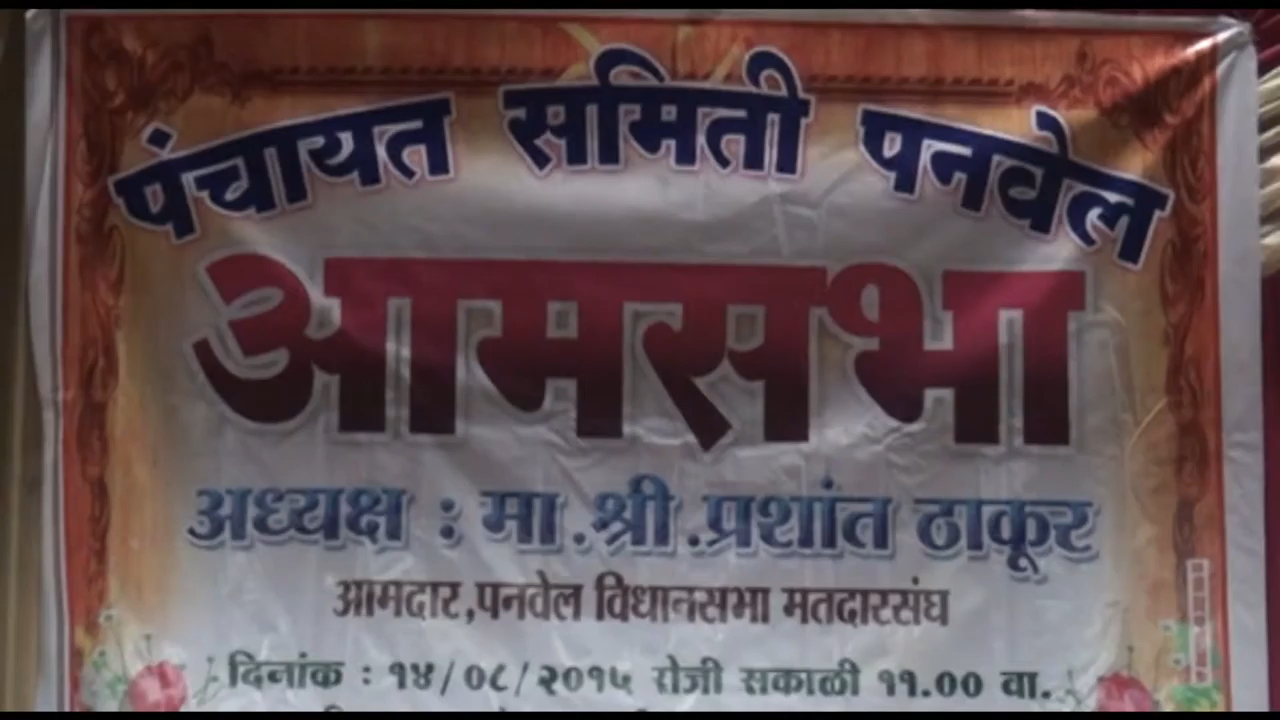 पंचायत समिती पनवेल
आमसभा
अध्यक्ष : मा.श्री.प्रशांत ठाकूर
आमदार,पनवेल विधानसभा मतदारसंघ
दिनांक : १४/०८/२०१५ रोजी सकाळी ११.०० वा.